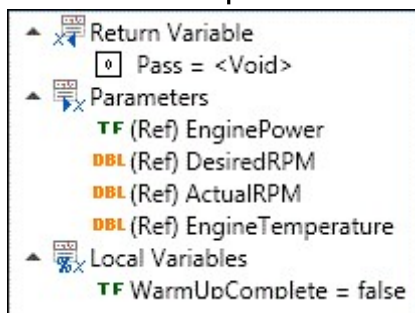 Return Variable
Pass = <Void>
Parameters
TF (Ref) EnginePower
DBL (Ref) DesiredRPM
DBL (Ref) ActualRPM
DBL (Ref) EngineTemperature
Local Variables
TF WarmUpComplete = false